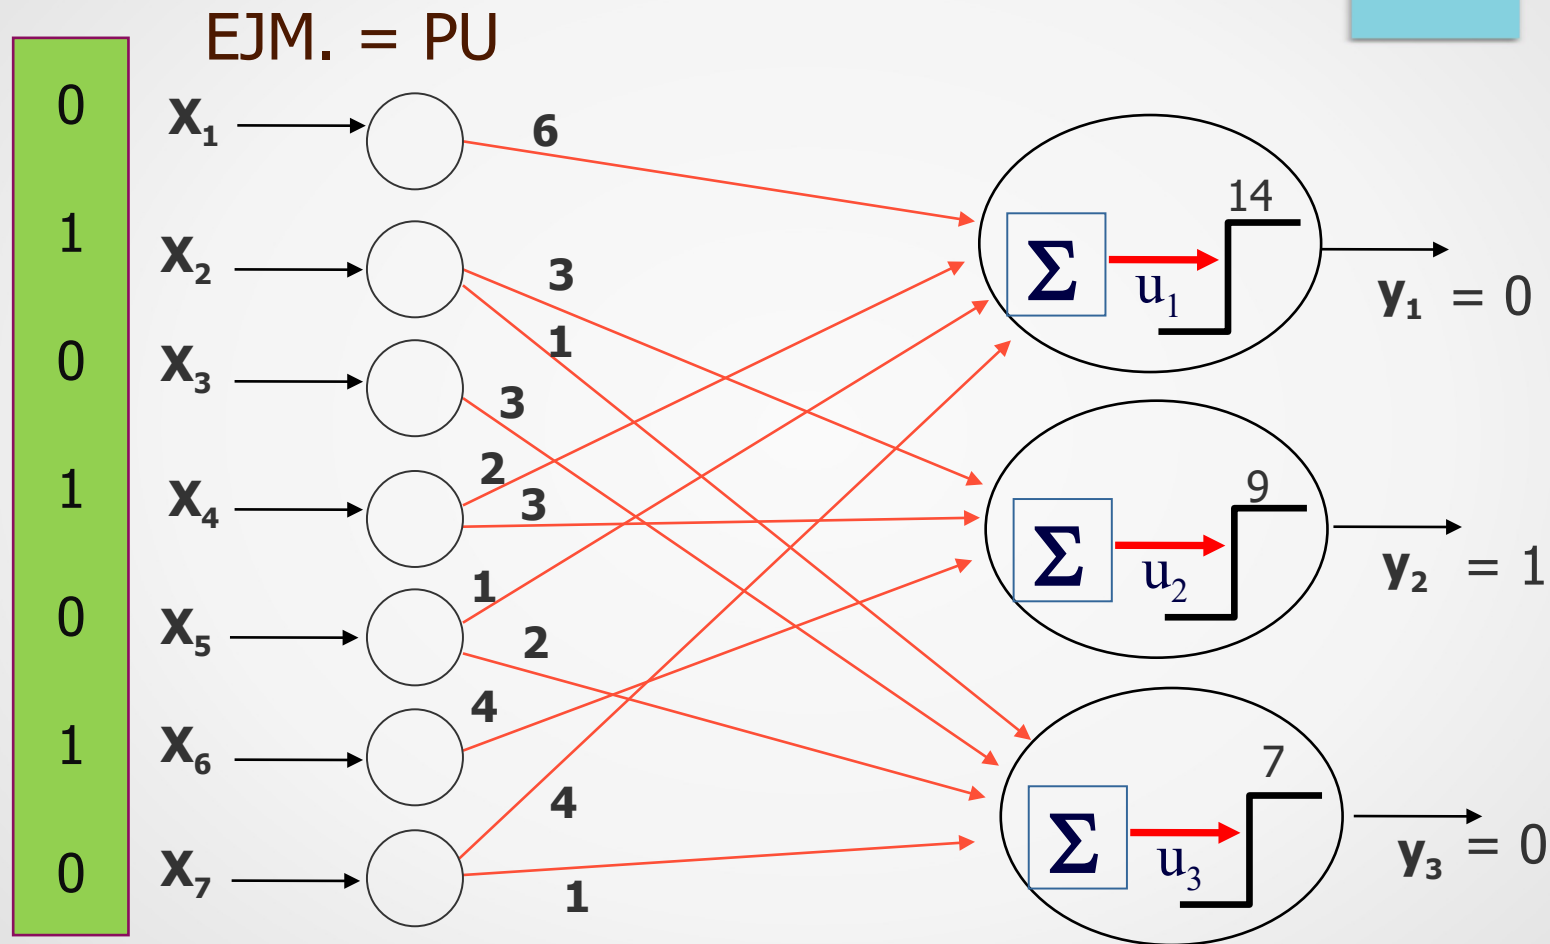 EJM. = PU
0
1
0
1
0
1
0
X₁
X₂
X₃
X₄
X₅
X₆
X₇
6
3
1
3
2
3
1
2
4
4
1
14
Σ
u₁
y₁ = 0
9
Σ
u₂
y₂ = 1
7
Σ
u₃
y₃ = 0